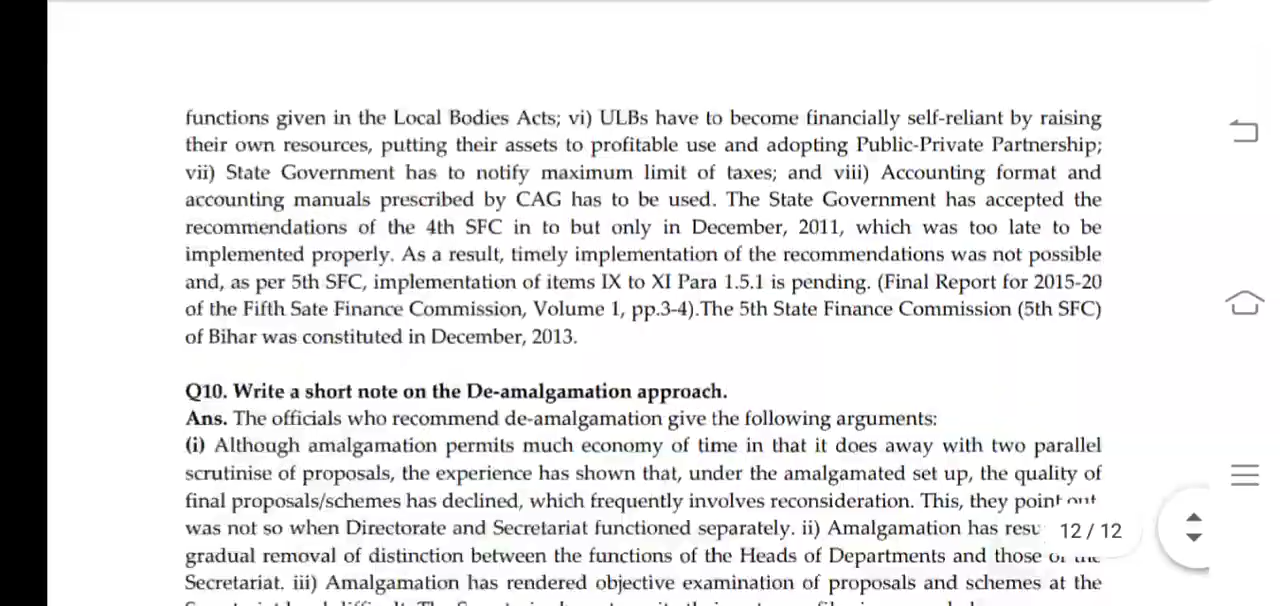 functions given in the Local Bodies Acts; vi) ULBs have to become financially self-reliant by raising
their own resources, putting their assets to profitable use and adopting Public-Private Partnership;
vii) State Government has to notify maximum limit of taxes; and viii) Accounting format and
accounting manuals prescribed by CAG has to be used. The State Government has accepted the
recommendations of the 4th SFC in to but only in December, 2011, which was too late to be
implemented properly. As a result, timely implementation of the recommendations was not possible
and, as per 5th SFC, implementation of items IX to XI Para 1.5.1 is pending. (Final Report for 2015-20
of the Fifth Sate Finance Commission, Volume 1, pp.3-4).The 5th State Finance Commission (5th SFC)
of Bihar was constituted in December, 2013.
Q10. Write a short note on the De-amalgamation approach.
Ans. The officials who recommend de-amalgamation give the following arguments:
(i) Although amalgamation permits much economy of time in that it does away with two parallel
scrutinise of proposals, the experience has shown that, under the amalgamated set up, the quality of
final proposals/schemes has declined, which frequently involves reconsideration. This, they point out
was not so when Directorate and Secretariat functioned separately. ii) Amalgamation has
12 / 12
gradual removal of distinction between the functions of the Heads of Departments and those
Secretariat. iii) Amalgamation has rendered objective examination of proposals and schemes at the